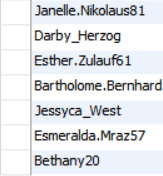 Janelle.Nikolaus81
Darby_Herzog
Esther.Zulauf61
Bartholome.Bernhard
Jessyca_West
Esmeralda.Mraz57
Bethany20